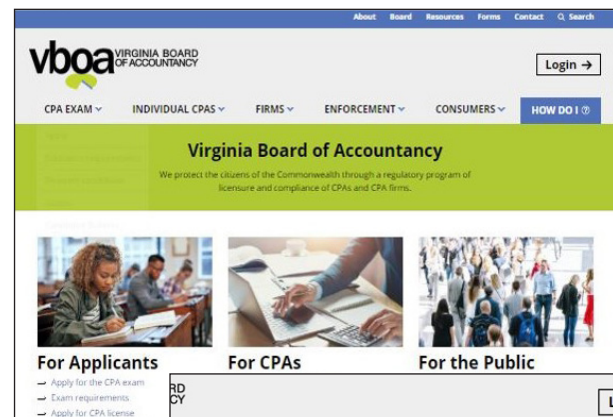 About Board Resources Forms Contact Search
vboa VIRGINIA BOARD
OF ACCOUNTANCY
Login →
CPA EXAM INDIVIDUAL CPAS FIRMS ENFORCEMENT CONSUMERS HOW DO I ?
Virginia Board of Accountancy
We protect the citizens of the Commonwealth through a regulatory program of
licensure and compliance of CPAs and CPA firms.
For Applicants For CPAs For the Public
→ Apply for the CPA exam
→ Exam requirements
→ Apply for CPA license
RD
CY
L